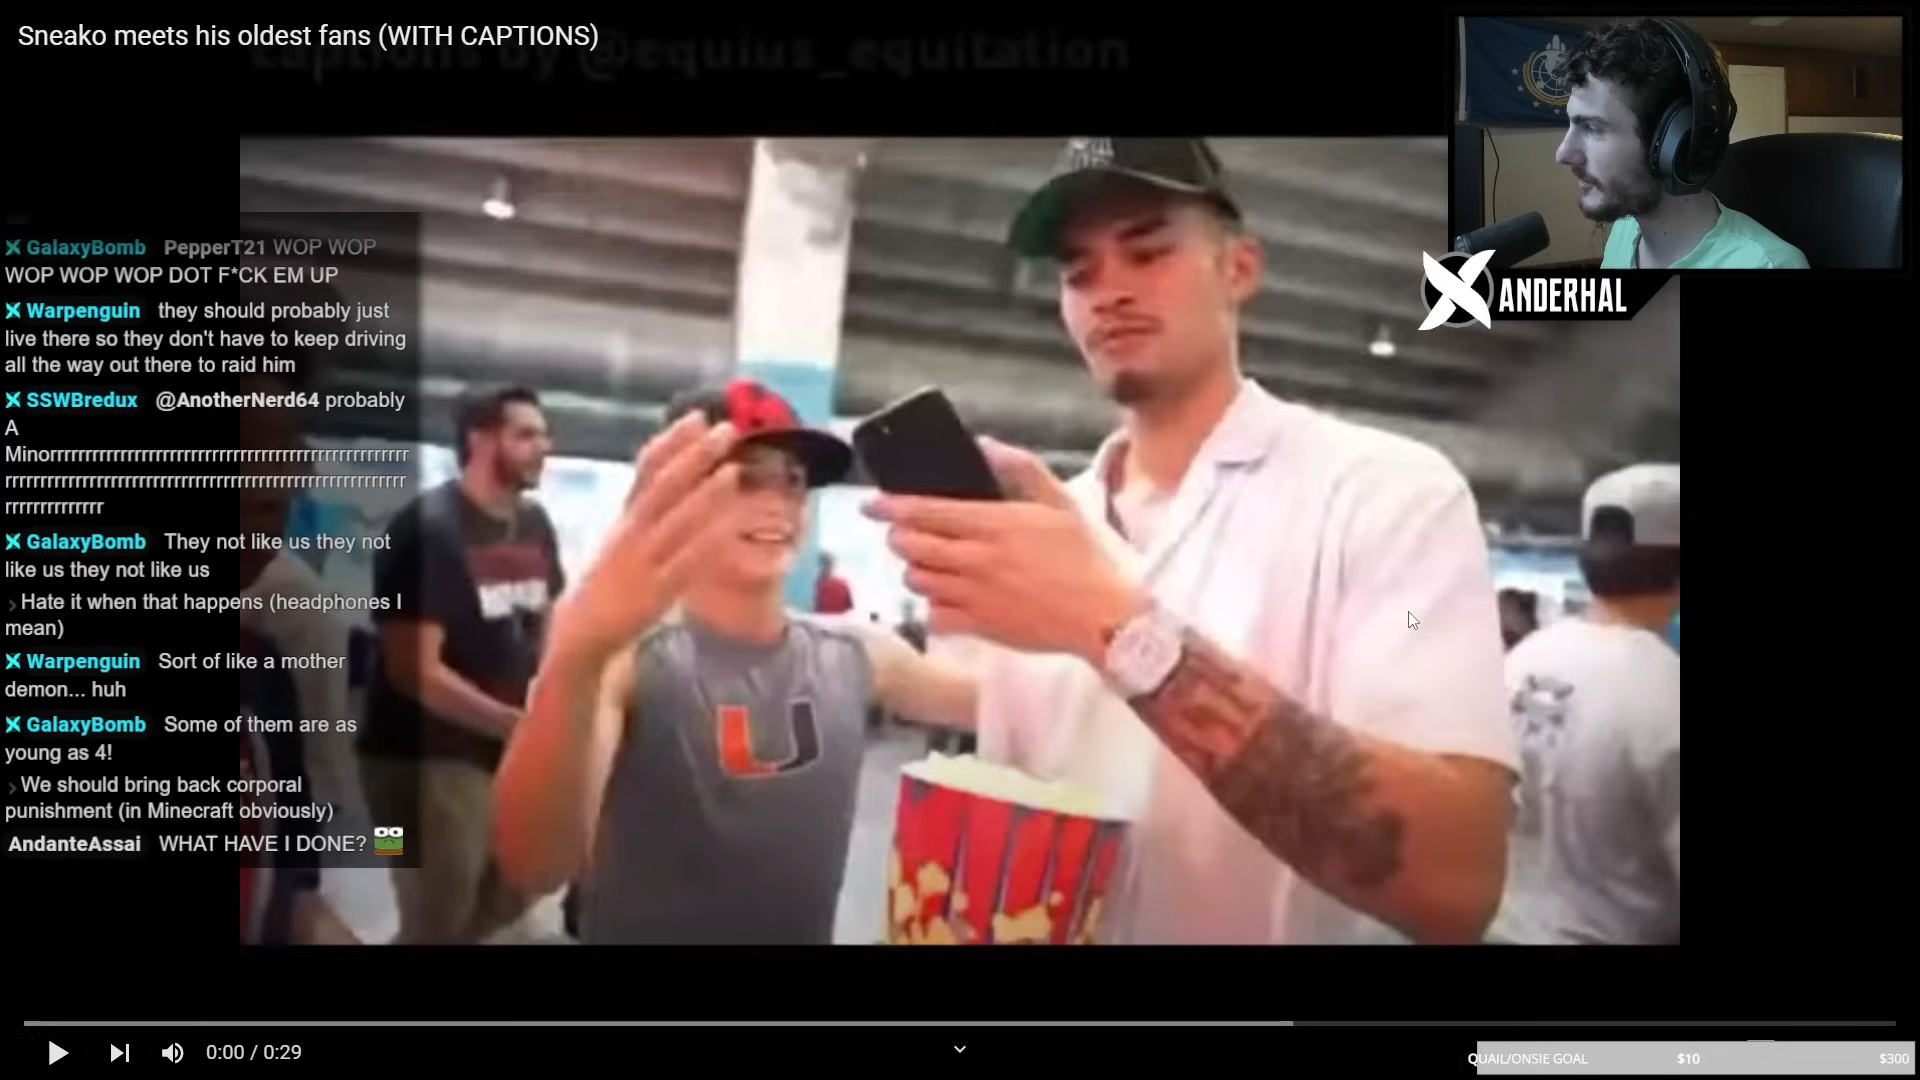 Sneako meets his oldest fans (WITH CAPTIONS)
captions by @equius_equitation
ANDERHAL
GalaxyBomb PepperT21 WOP WOP
WOP WOP WOP DOT F*CK EM UP
Warpenguin they should probably just
live there so they don't have to keep driving
all the way out there to raid him
SSWBredux @AnotherNerd64 probably
A
Minorrrrrrrrrrrrrrrrrrrrrrrrrrrrrrrrrrrrrrrrr
rrrrrrrrrrrrrrrrrrrrrrrrrrrrrrrrrrrrrrrrrrrrrrrrrrrrrrrrr
rrrrrrrrrrrrrr
GalaxyBomb They not like us they not
like us they not like us
Hate it when that happens (headphones I
mean)
Warpenguin Sort of like a mother
demon... huh
GalaxyBomb Some of them are as
young as 4!
We should bring back corporal
punishment (in Minecraft obviously)
AndanteAssai WHAT HAVE I DONE?
U
0:00 / 0:29
QUAIL/ONSIE GOAL $10 $300